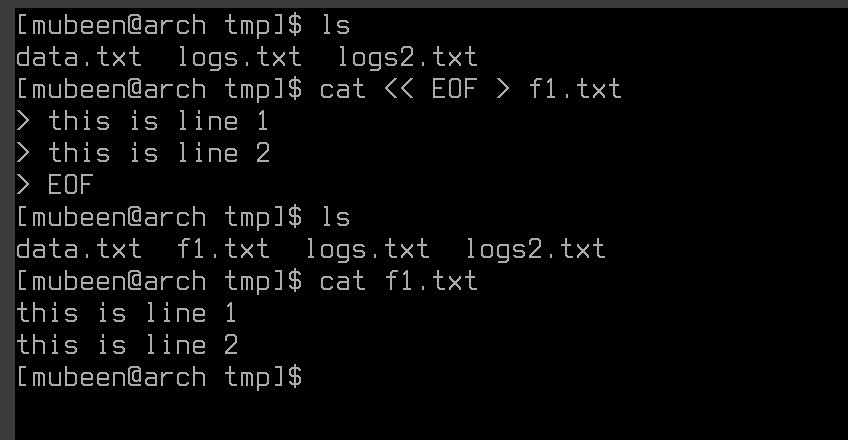 [mubeen@arch tmp]$ ls
data.txt  logs.txt  logs2.txt
[mubeen@arch tmp]$ cat << EOF > f1.txt
> this is line 1
> this is line 2
> EOF
[mubeen@arch tmp]$ ls
data.txt  f1.txt  logs.txt  logs2.txt
[mubeen@arch tmp]$ cat f1.txt
this is line 1
this is line 2
[mubeen@arch tmp]$